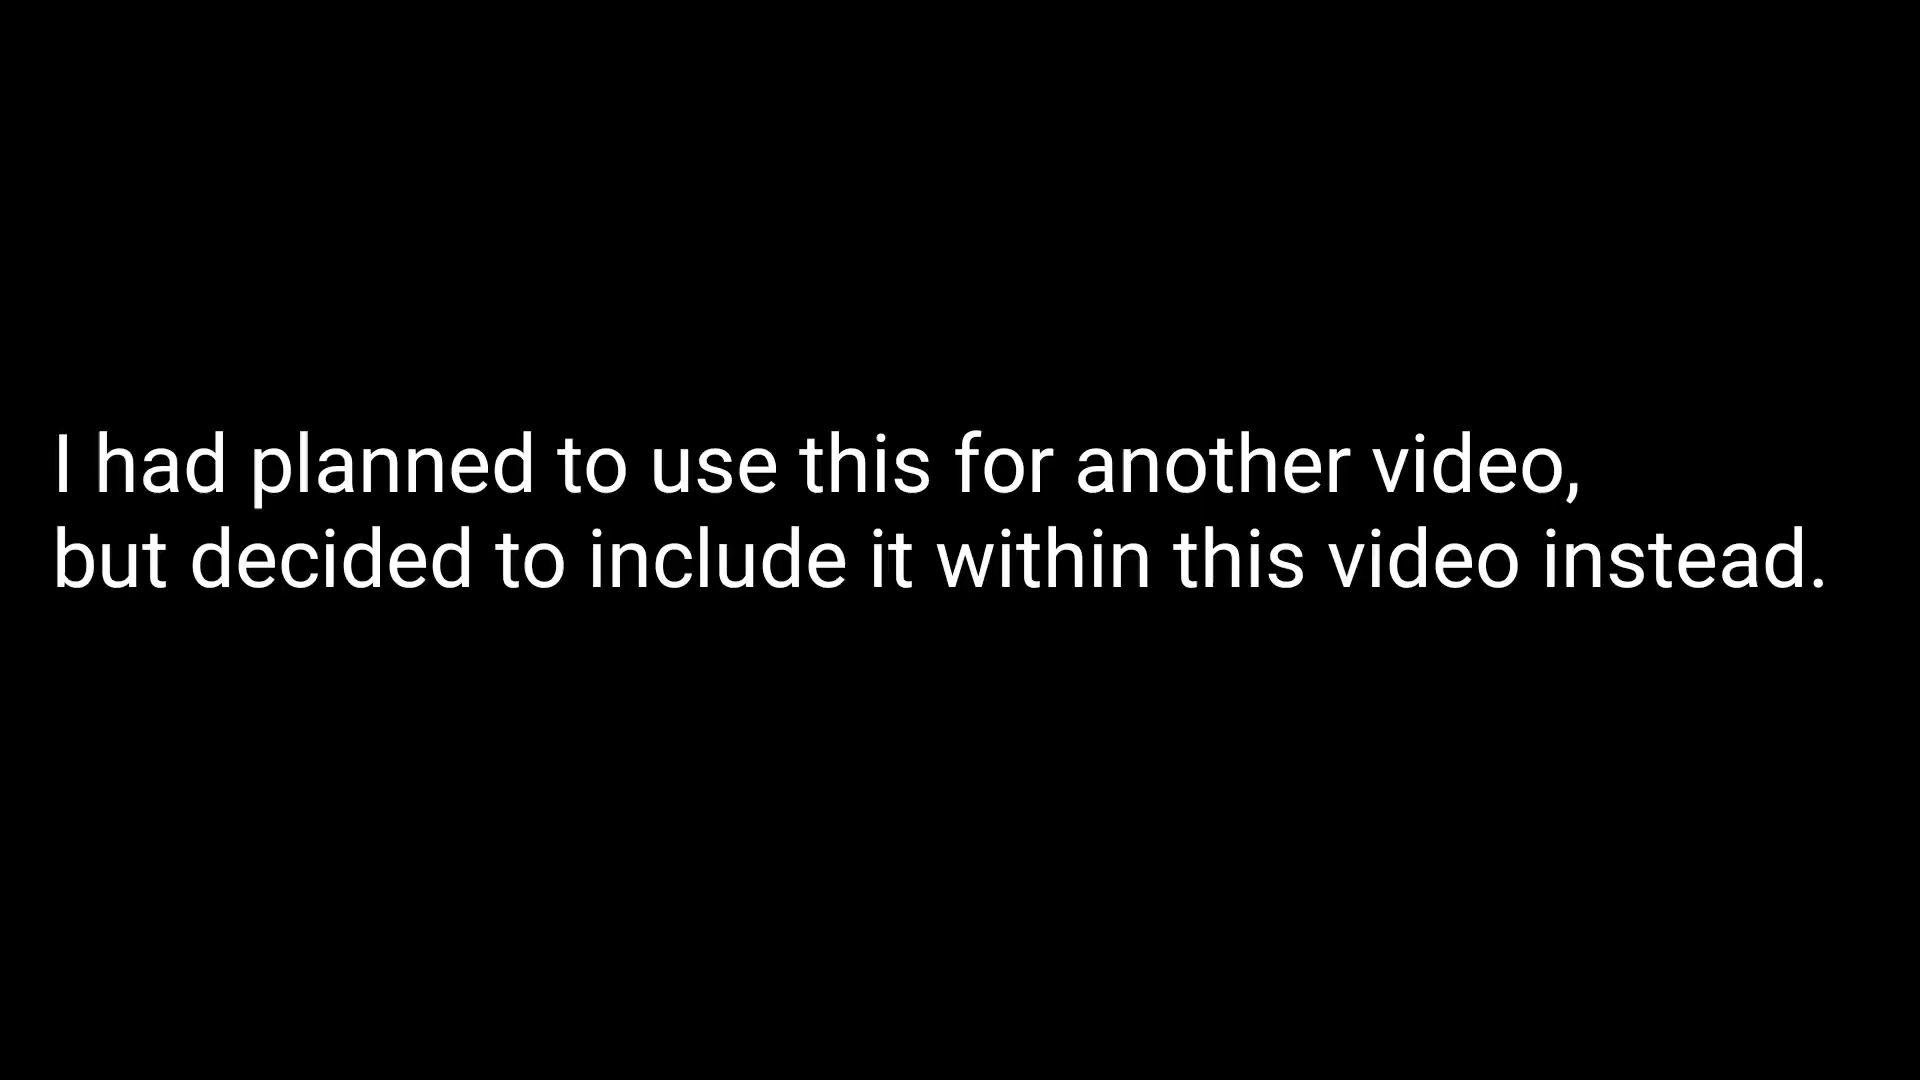 I had planned to use this for another video,
but decided to include it within this video instead.